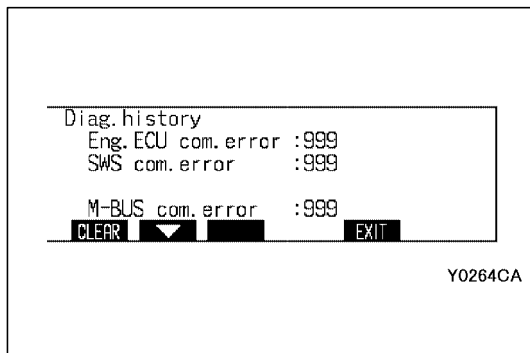 Diag.history
Eng.ECU com.error :999
SWS com.error :999
M-BUS com.error :999
CLEAR EXIT
Y0264CA